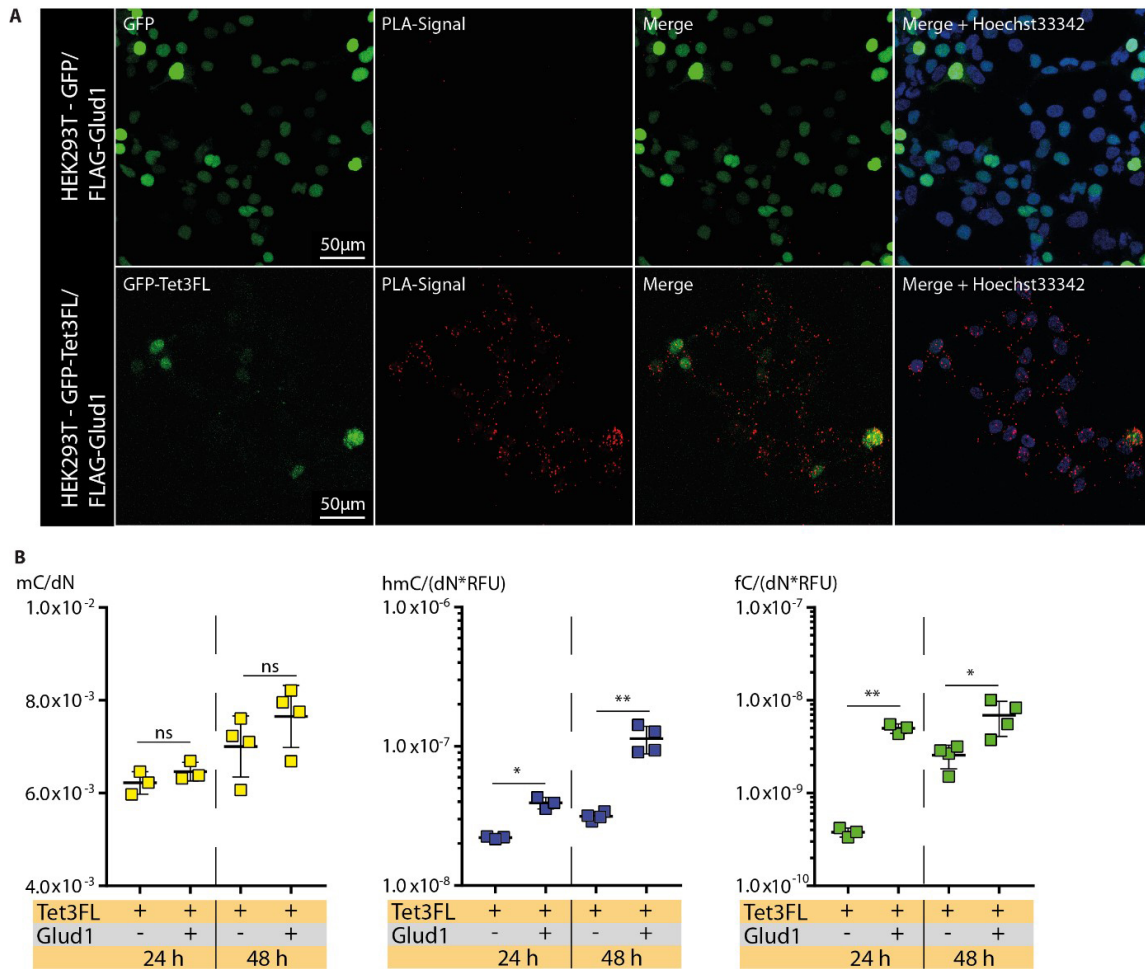 A
GFP
PLA-Signal
Merge
Merge + Hoechst33342
HEK293T - GFP/
FLAG-Glud1
50µm
GFP-Tet3FL
PLA-Signal
Merge
Merge + Hoechst33342
HEK293T - GFP-Tet3FL/
FLAG-Glud1
50µm
B
mC/dN
1.0x10⁻²
8.0x10⁻³
6.0x10⁻³
4.0x10⁻³
ns
ns
Tet3FL + + + +
Glud1 - + - +
24 h 48 h
hmC/(dN*RFU)
1.0x10⁻⁶
1.0x10⁻⁷
1.0x10⁻⁸
*
**
Tet3FL + + + +
Glud1 - + - +
24 h 48 h
fC/(dN*RFU)
1.0x10⁻⁷
1.0x10⁻⁸
1.0x10⁻⁹
1.0x10⁻¹⁰
**
*
Tet3FL + + + +
Glud1 - + - +
24 h 48 h